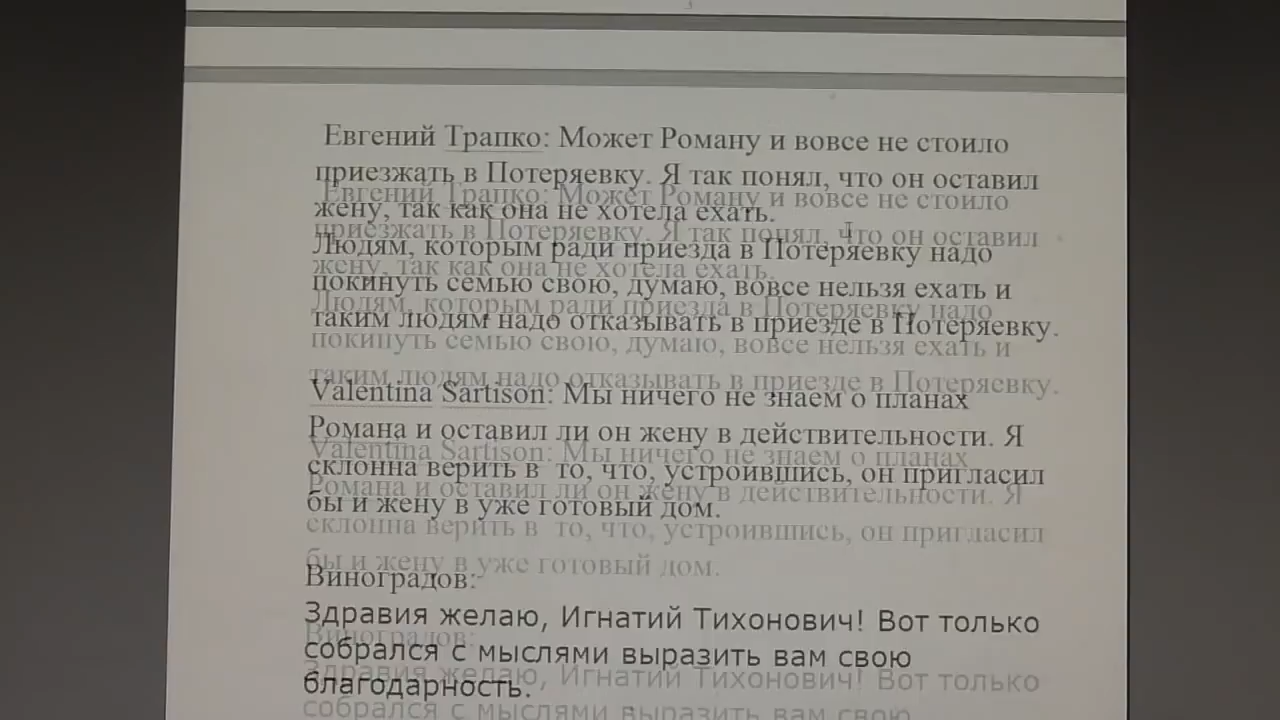 Евгений Трапко: Может Роману и вовсе не стоило
приезжать в Потеряевку. Я так понял, что он оставил
жену, так как она не хотела ехать.
Людям, которым ради приезда в Потеряевку надо
покинуть семью свою, думаю, вовсе нельзя ехать и
таким людям надо отказывать в приезде в Потеряевку.
Valentina Sartison: Мы ничего не знаем о планах
Романа и оставил ли он жену в действительности. Я
склонна верить в  то, что, устроившись, он пригласил
бы и жену в уже готовый дом.
Виноградов:
Здравия желаю, Игнатий Тихонович! Вот только
собрался с мыслями выразить вам свою
благодарность.